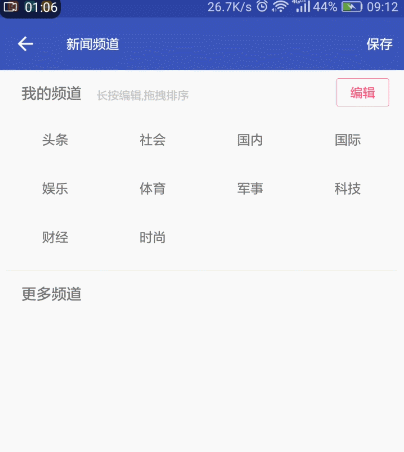 01:06 26.7K/s 4G 44% 09:12
新闻频道 保存
我的频道 长按编辑,拖拽排序 编辑
头条 社会 国内 国际
娱乐 体育 军事 科技
财经 时尚
更多频道